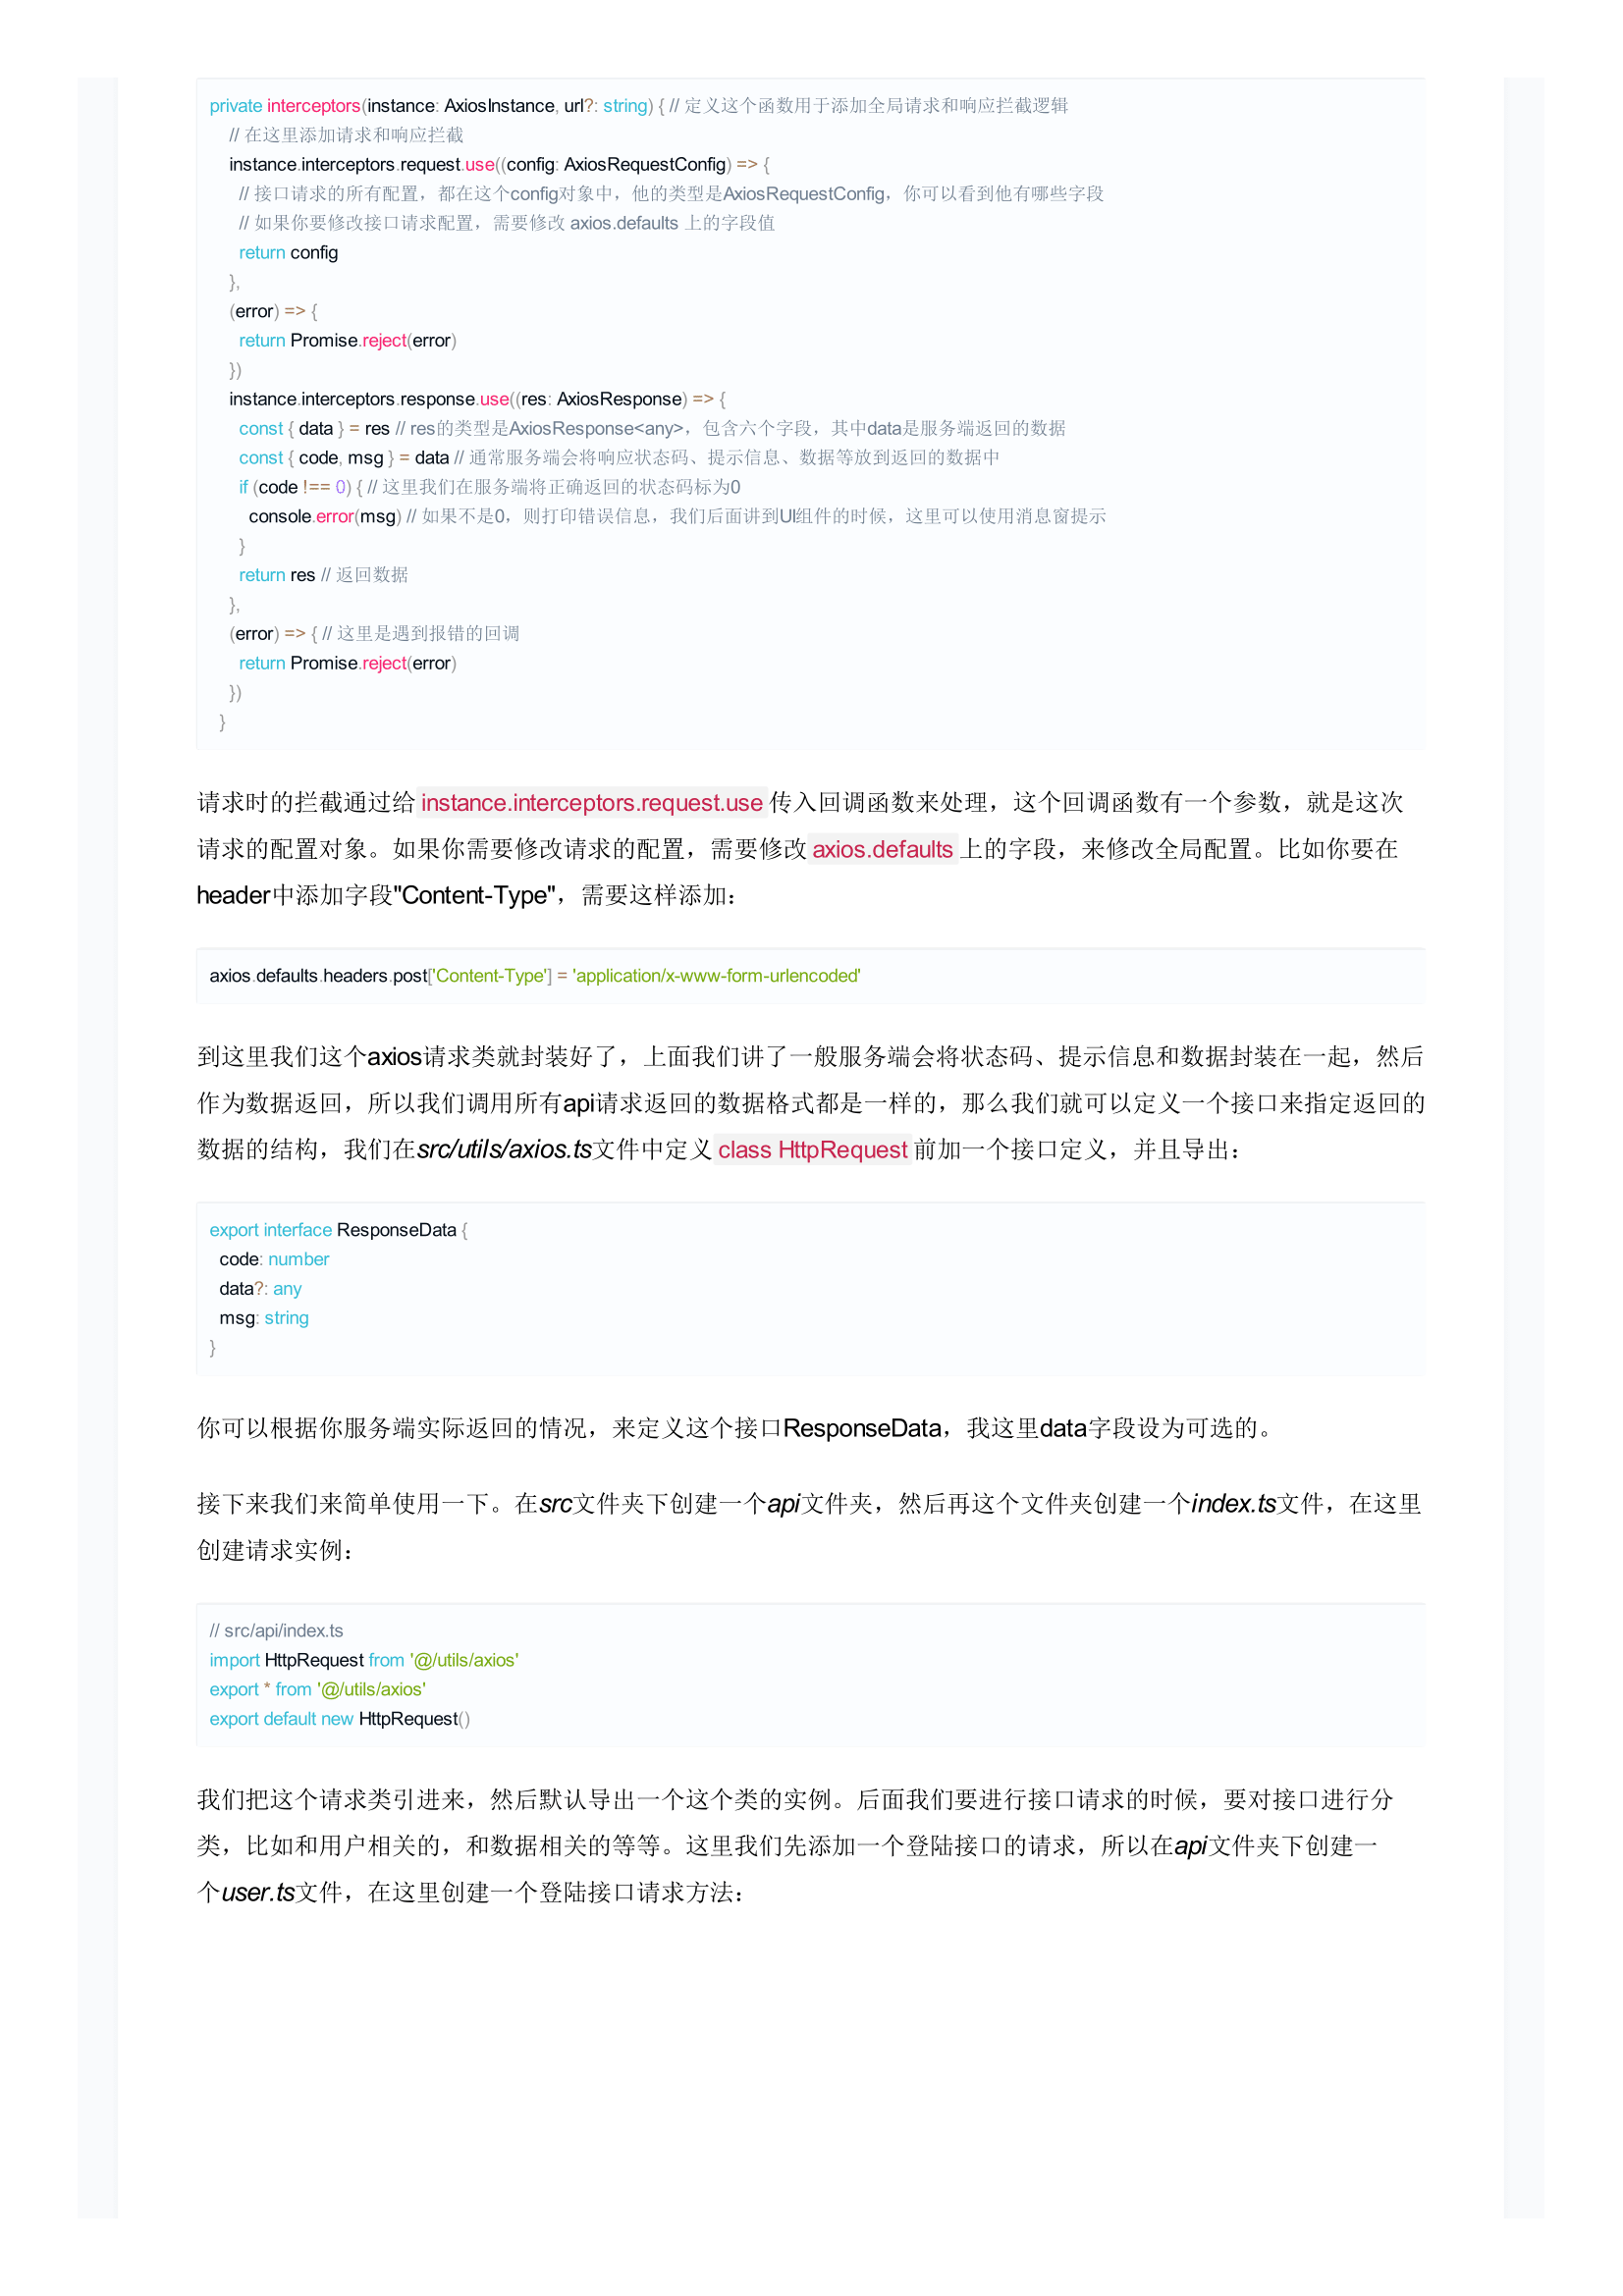 private interceptors(instance: AxiosInstance, url?: string) { // 定义这个函数用于添加全局请求和响应拦截逻辑
    // 在这里添加请求和响应拦截
    instance.interceptors.request.use((config: AxiosRequestConfig) => {
      // 接口请求的所有配置，都在这个config对象中，他的类型是AxiosRequestConfig，你可以看到他有哪些字段
      // 如果你要修改接口请求配置，需要修改 axios.defaults 上的字段值
      return config
    },
    (error) => {
      return Promise.reject(error)
    })
    instance.interceptors.response.use((res: AxiosResponse) => {
      const { data } = res // res的类型是AxiosResponse<any>，包含六个字段，其中data是服务端返回的数据
      const { code, msg } = data // 通常服务端会将响应状态码、提示信息、数据等放到返回的数据中
      if (code !== 0) { // 这里我们在服务端将正确返回的状态码标为0
        console.error(msg) // 如果不是0，则打印错误信息，我们后面讲到UI组件的时候，这里可以使用消息窗提示
      }
      return res // 返回数据
    },
    (error) => { // 这里是遇到报错的回调
      return Promise.reject(error)
    })
  }
请求时的拦截通过给 instance.interceptors.request.use 传入回调函数来处理，这个回调函数有一个参数，就是这次
请求的配置对象。如果你需要修改请求的配置，需要修改 axios.defaults 上的字段，来修改全局配置。比如你要在
header中添加字段"Content-Type"，需要这样添加：
axios.defaults.headers.post['Content-Type'] = 'application/x-www-form-urlencoded'
到这里我们这个axios请求类就封装好了，上面我们讲了一般服务端会将状态码、提示信息和数据封装在一起，然后
作为数据返回，所以我们调用所有api请求返回的数据格式都是一样的，那么我们就可以定义一个接口来指定返回的
数据的结构，我们在src/utils/axios.ts文件中定义 class HttpRequest 前加一个接口定义，并且导出：
export interface ResponseData {
  code: number
  data?: any
  msg: string
}
你可以根据你服务端实际返回的情况，来定义这个接口ResponseData，我这里data字段设为可选的。
接下来我们来简单使用一下。在src文件夹下创建一个api文件夹，然后再这个文件夹创建一个index.ts文件，在这里
创建请求实例：
// src/api/index.ts
import HttpRequest from '@/utils/axios'
export * from '@/utils/axios'
export default new HttpRequest()
我们把这个请求类引进来，然后默认导出一个这个类的实例。后面我们要进行接口请求的时候，要对接口进行分
类，比如和用户相关的，和数据相关的等等。这里我们先添加一个登陆接口的请求，所以在api文件夹下创建一
个user.ts文件，在这里创建一个登陆接口请求方法：